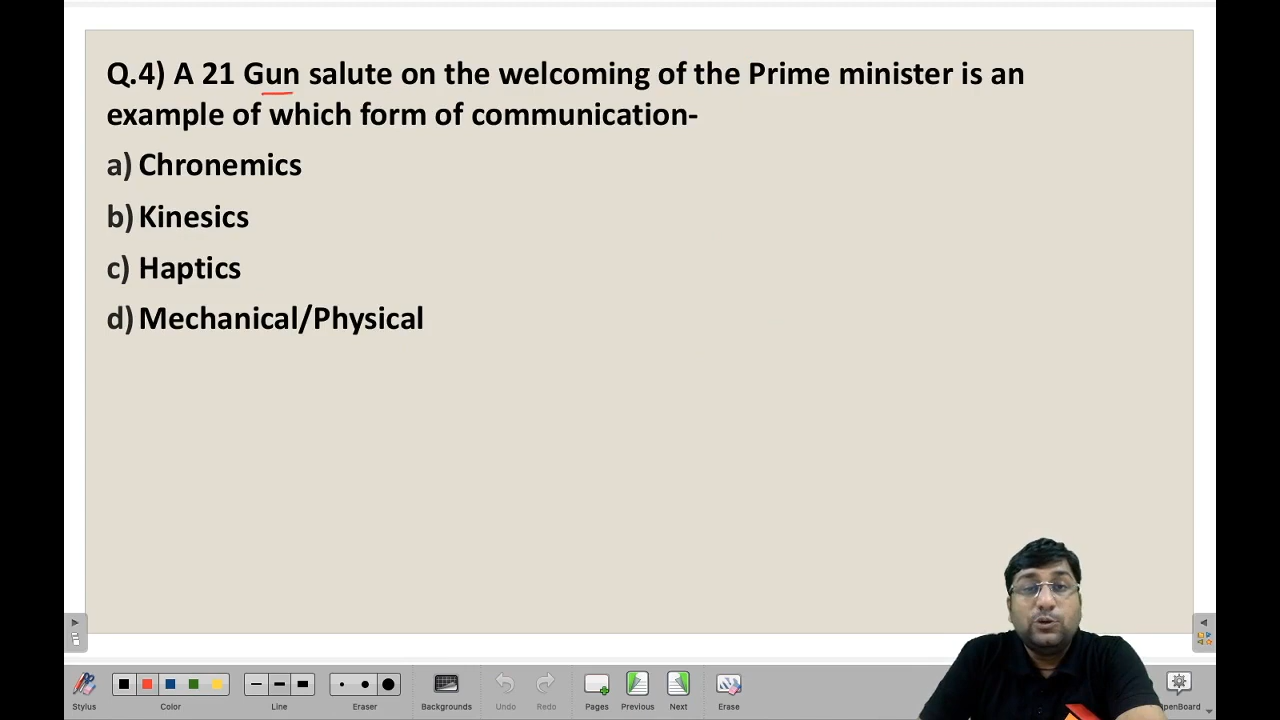 Q.4) A 21 Gun salute on the welcoming of the Prime minister is an
example of which form of communication-
a) Chronemics
b) Kinesics
c) Haptics
d) Mechanical/Physical
Stylus
Color
Line
Eraser
Backgrounds
Undo
Redo
Pages
Previous
Next
Erase
OpenBoard